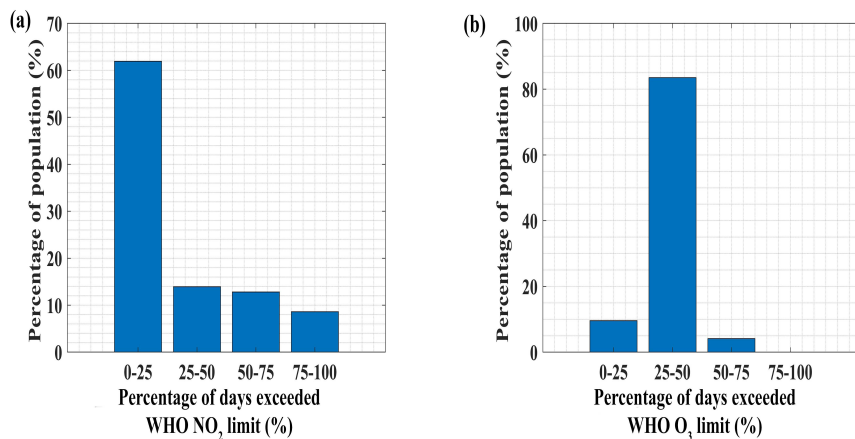 (a)
Percentage of population (%)
70
60
50
40
30
20
10
0
0-25 25-50 50-75 75-100
Percentage of days exceeded
WHO NO₂ limit (%)
(b)
Percentage of population (%)
100
80
60
40
20
0
0-25 25-50 50-75 75-100
Percentage of days exceeded
WHO O₃ limit (%)